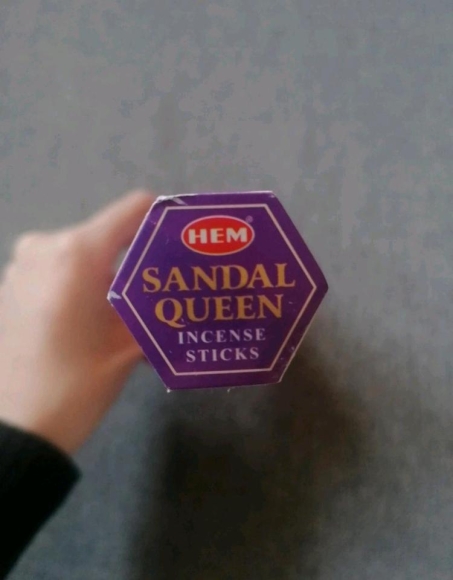 HEM®
SANDAL
QUEEN
INCENSE
STICKS